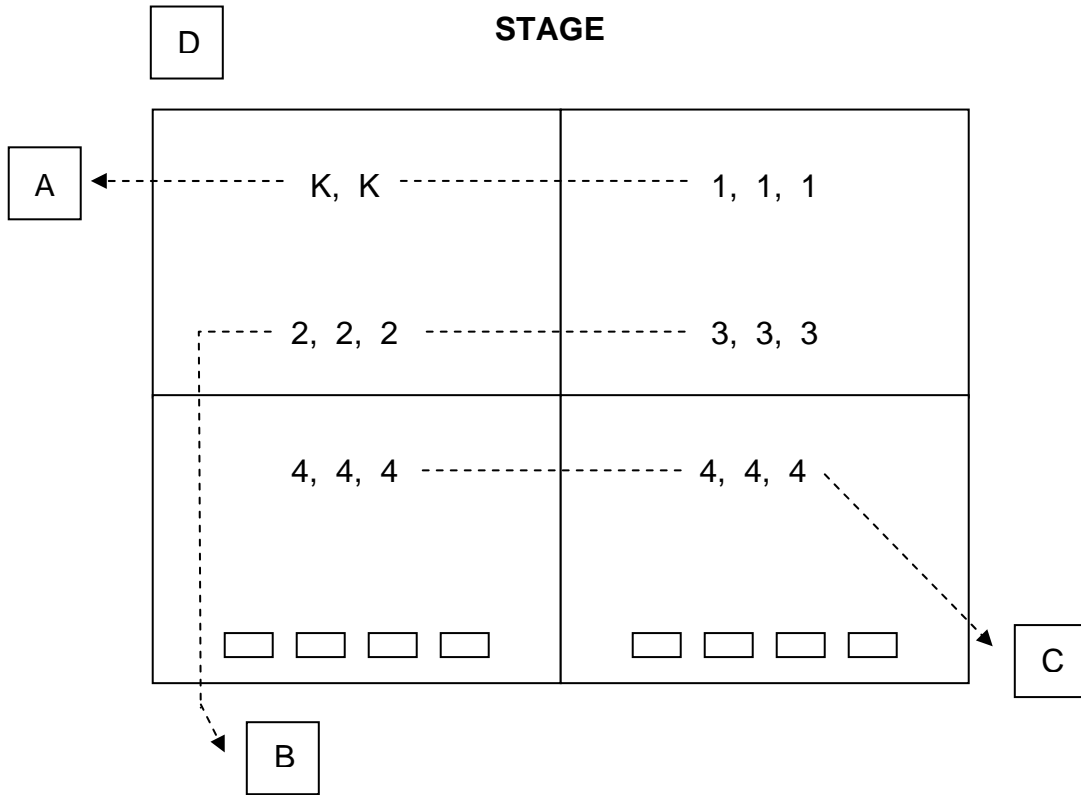 D STAGE
A K, K 1, 1, 1
2, 2, 2 3, 3, 3
4, 4, 4 4, 4, 4
C
B